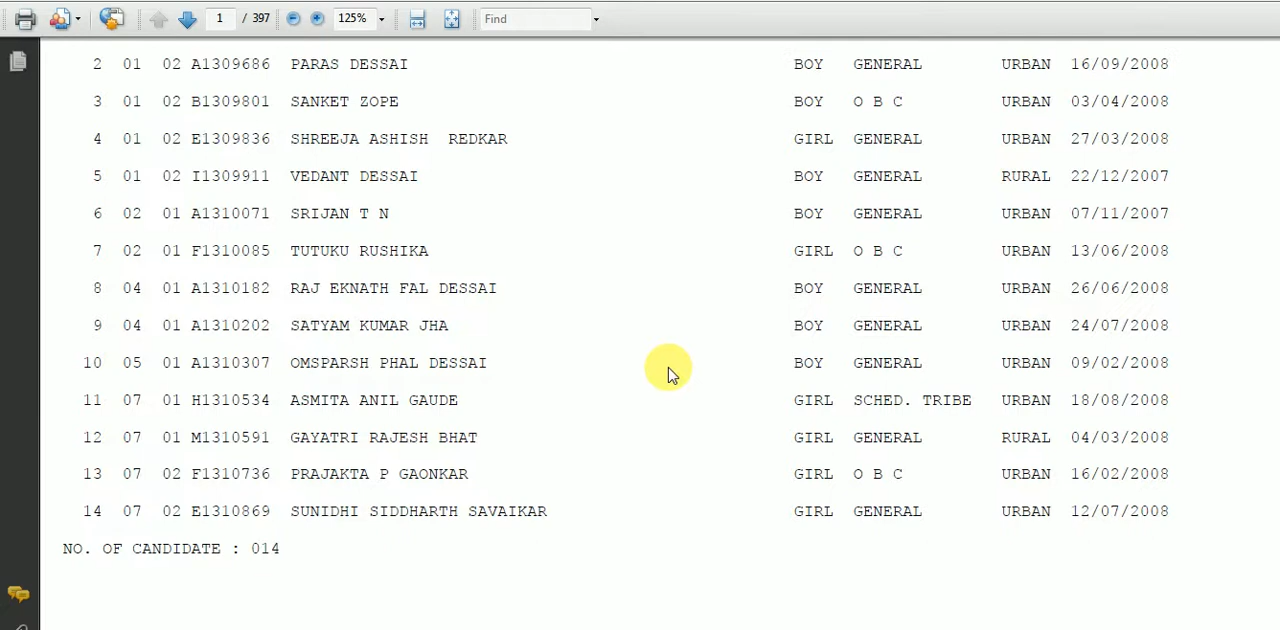 1 / 397 125% Find
2 01 02 A1309686 PARAS DESSAI BOY GENERAL URBAN 16/09/2008
3 01 02 B1309801 SANKET ZOPE BOY O B C URBAN 03/04/2008
4 01 02 E1309836 SHREEJA ASHISH REDKAR GIRL GENERAL URBAN 27/03/2008
5 01 02 I1309911 VEDANT DESSAI BOY GENERAL RURAL 22/12/2007
6 02 01 A1310071 SRIJAN T N BOY GENERAL URBAN 07/11/2007
7 02 01 F1310085 TUTUKU RUSHIKA GIRL O B C URBAN 13/06/2008
8 04 01 A1310182 RAJ EKNATH FAL DESSAI BOY GENERAL URBAN 26/06/2008
9 04 01 A1310202 SATYAM KUMAR JHA BOY GENERAL URBAN 24/07/2008
10 05 01 A1310307 OMSPARSH PHAL DESSAI BOY GENERAL URBAN 09/02/2008
11 07 01 H1310534 ASMITA ANIL GAUDE GIRL SCHED. TRIBE URBAN 18/08/2008
12 07 01 M1310591 GAYATRI RAJESH BHAT GIRL GENERAL RURAL 04/03/2008
13 07 02 F1310736 PRAJAKTA P GAONKAR GIRL O B C URBAN 16/02/2008
14 07 02 E1310869 SUNIDHI SIDDHARTH SAVAIKAR GIRL GENERAL URBAN 12/07/2008
NO. OF CANDIDATE : 014